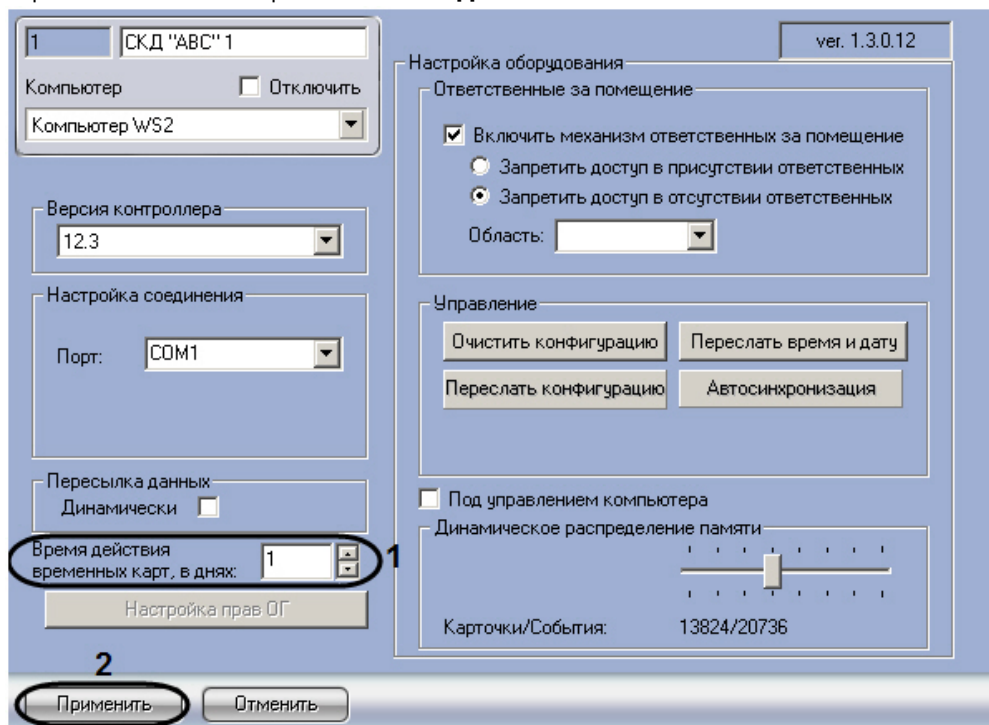 1
СКД "ABC" 1
Компьютер
Отключить
Компьютер WS2
Версия контроллера
12.3
Настройка соединения
Порт:
COM1
Пересылка данных
Динамически
Время действия
временных карт, в днях:
1
1
Настройка прав ОГ
2
Применить
Отменить
ver. 1.3.0.12
Настройка оборудования
Ответственные за помещение
Включить механизм ответственных за помещение
Запретить доступ в присутствии ответственных
Запретить доступ в отсутствии ответственных
Область:
Управление
Очистить конфигурацию
Переслать время и дату
Переслать конфигурацию
Автосинхронизация
Под управлением компьютера
Динамическое распределение памяти
Карточки/События:
13824/20736